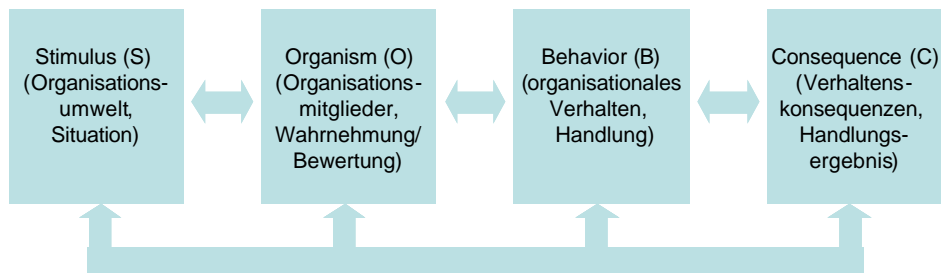 Stimulus (S)
(Organisations-
umwelt,
Situation)
Organism (O)
(Organisations-
mitglieder,
Wahrnehmung/
Bewertung)
Behavior (B)
(organisationales
Verhalten,
Handlung)
Consequence (C)
(Verhaltens-
konsequenzen,
Handlungs-
ergebnis)